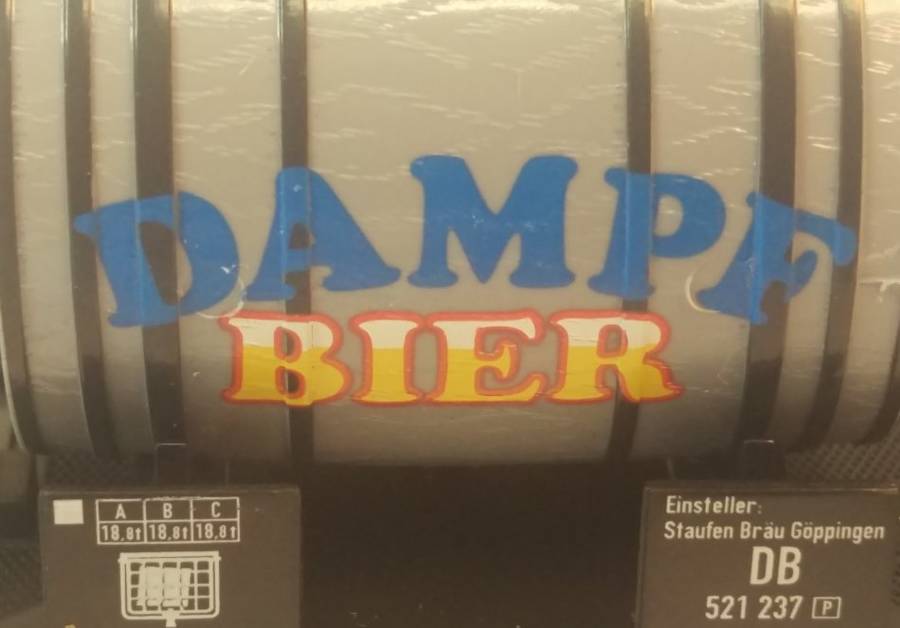 DAMPF
BIER
A B C
18,8t 18,8t 18,8t
Einsteller:
Staufen Bräu Göppingen
DB
521 237 P